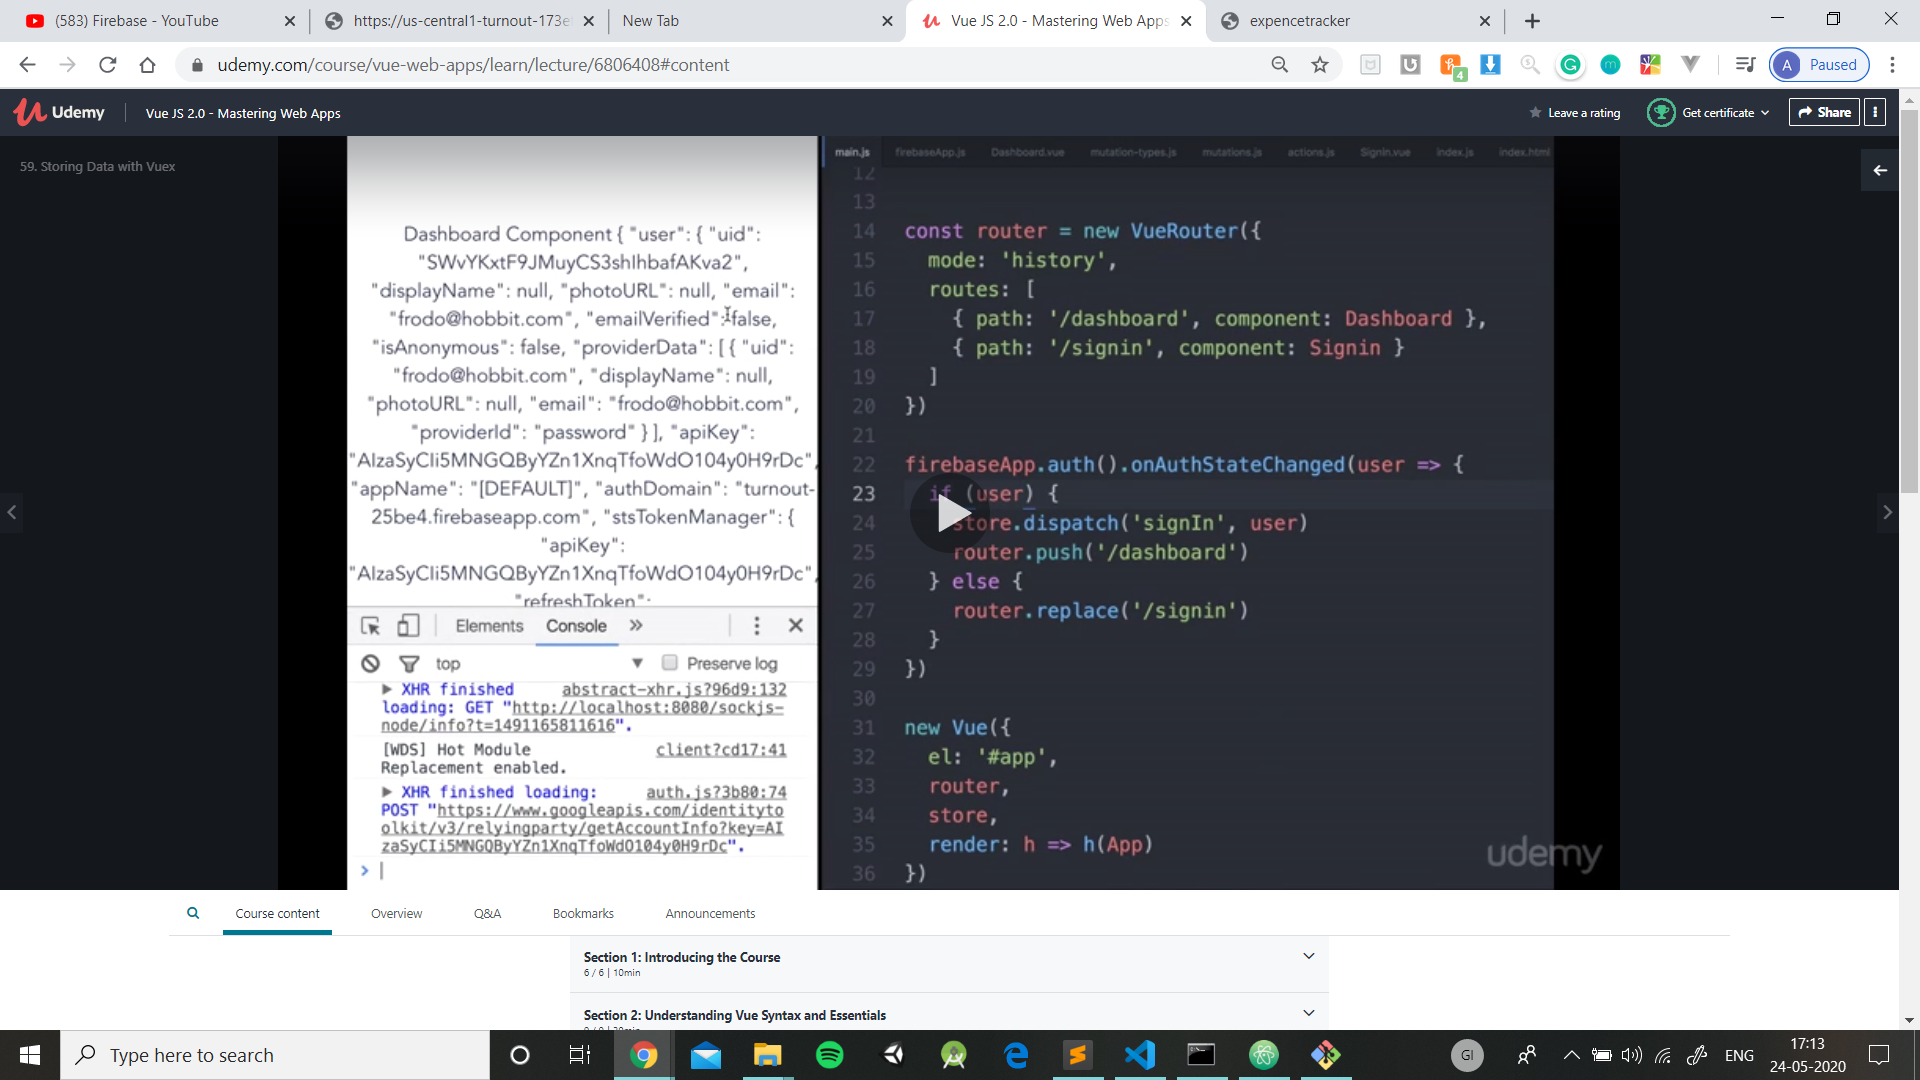 (583) Firebase - YouTube
https://us-central1-turnout-173e
New Tab
Vue JS 2.0 - Mastering Web Apps
expencetracker
udemy.com/course/vue-web-apps/learn/lecture/6806408#content
4
A Paused
Udemy
Vue JS 2.0 - Mastering Web Apps
Leave a rating
Get certificate
Share
59. Storing Data with Vuex
Dashboard Component { "user": { "uid":
"SWvYKxtF9JMuyCS3shIhbafAKva2",
"displayName": null, "photoURL": null, "email":
"frodo@hobbit.com", "emailVerified": false,
"isAnonymous": false, "providerData": [ { "uid":
"frodo@hobbit.com", "displayName": null,
"photoURL": null, "email": "frodo@hobbit.com",
"providerId": "password" } ], "apiKey":
"AIzaSyCIi5MNGQByYZn1XnqTfoWdO104y0H9rDc",
"appName": "[DEFAULT]", "authDomain": "turnout-
25be4.firebaseapp.com", "stsTokenManager": {
"apiKey":
"AIzaSyCIi5MNGQByYZn1XnqTfoWdO104y0H9rDc",
"refreshToken":
Elements Console »
top
Preserve log
XHR finished abstract-xhr.js?96d9:132
loading: GET "http://localhost:8080/sockjs-
node/info?t=1491165811616".
[WDS] Hot Module client?cd17:41
Replacement enabled.
XHR finished loading: auth.js?3b80:74
POST "https://www.googleapis.com/identityto
olkit/v3/relyingparty/getAccountInfo?key=AI
zaSyCIi5MNGQByYZn1XnqTfoWdO104y0H9rDc".
>
main.js firebaseApp.js Dashboard.vue mutation-types.js mutations.js actions.js Signin.vue index.js index.html
12
13
14 const router = new VueRouter({
15 mode: 'history',
16 routes: [
17 { path: '/dashboard', component: Dashboard },
18 { path: '/signin', component: Signin }
19 ]
20 })
21
22 firebaseApp.auth().onAuthStateChanged(user => {
23 if (user) {
24 store.dispatch('signIn', user)
25 router.push('/dashboard')
26 } else {
27 router.replace('/signin')
28 }
29 })
30
31 new Vue({
32 el: '#app',
33 router,
34 store,
35 render: h => h(App)
36 })
udemy
Course content
Overview
Q&A
Bookmarks
Announcements
Section 1: Introducing the Course
6 / 6 | 10min
Section 2: Understanding Vue Syntax and Essentials
Type here to search
GI
ENG
17:13
24-05-2020